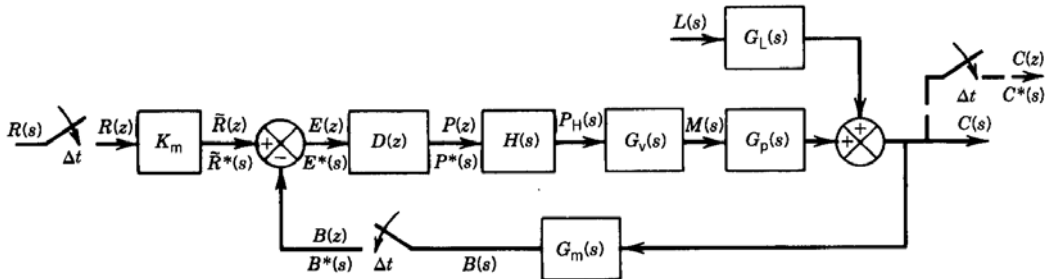 L(s)
G_L(s)
C(z)
Δt
C*(s)
R(s)
Δt
R(z)
K_m
R̃(z)
R̃*(s)
+
−
E(z)
E*(s)
D(z)
P(z)
P*(s)
H(s)
P_H(s)
G_v(s)
M(s)
G_p(s)
+
+
C(s)
B(z)
B*(s)
Δt
B(s)
G_m(s)